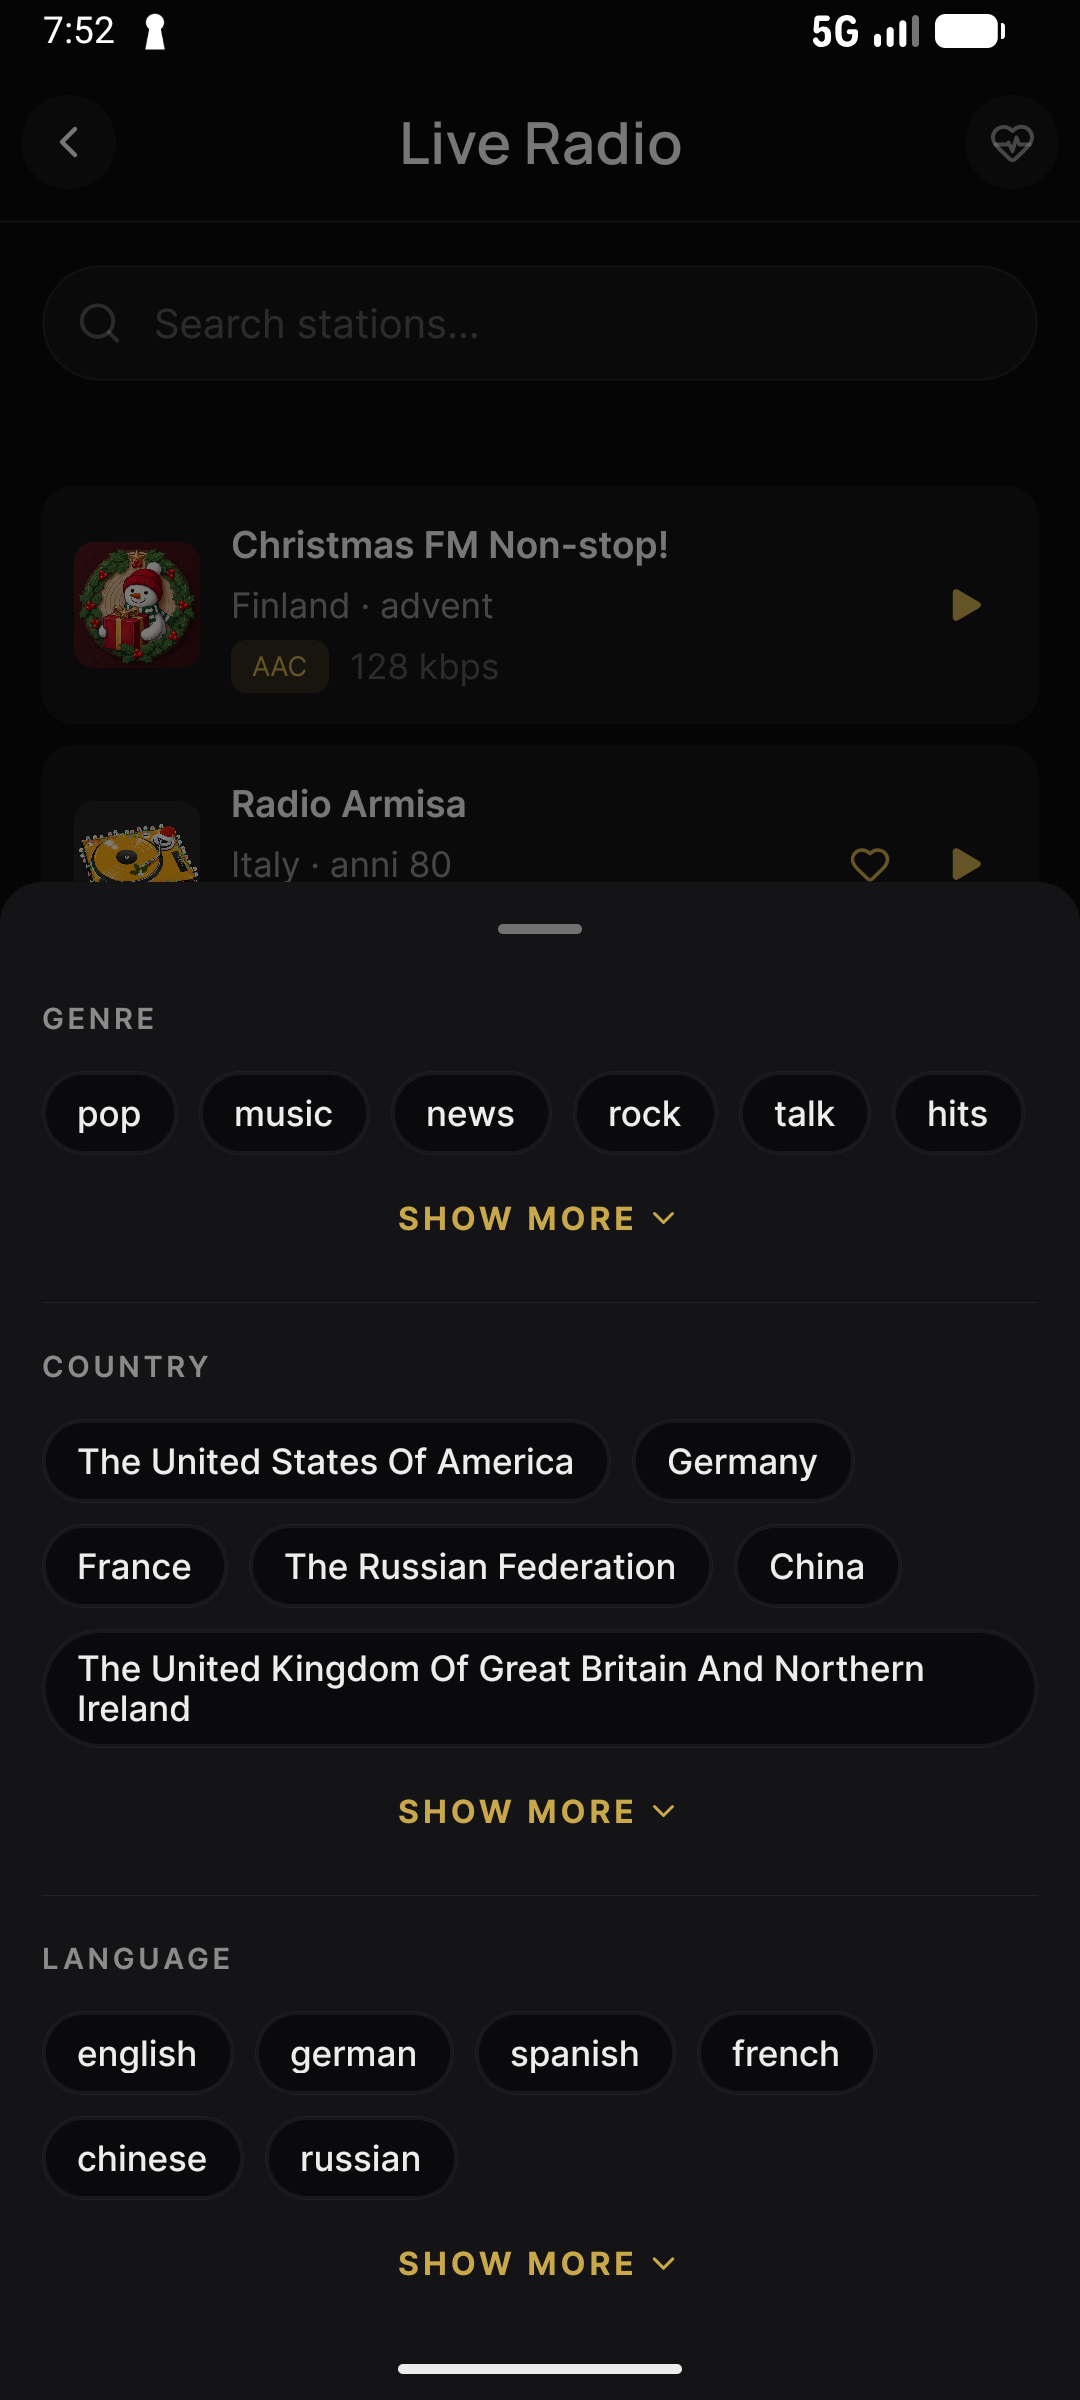 7:52
5G
Live Radio
Search stations...
Christmas FM Non-stop!
Finland · advent
AAC 128 kbps
Radio Armisa
Italy · anni 80
GENRE
pop music news rock talk hits
SHOW MORE
COUNTRY
The United States Of America Germany
France The Russian Federation China
The United Kingdom Of Great Britain And Northern
Ireland
SHOW MORE
LANGUAGE
english german spanish french
chinese russian
SHOW MORE